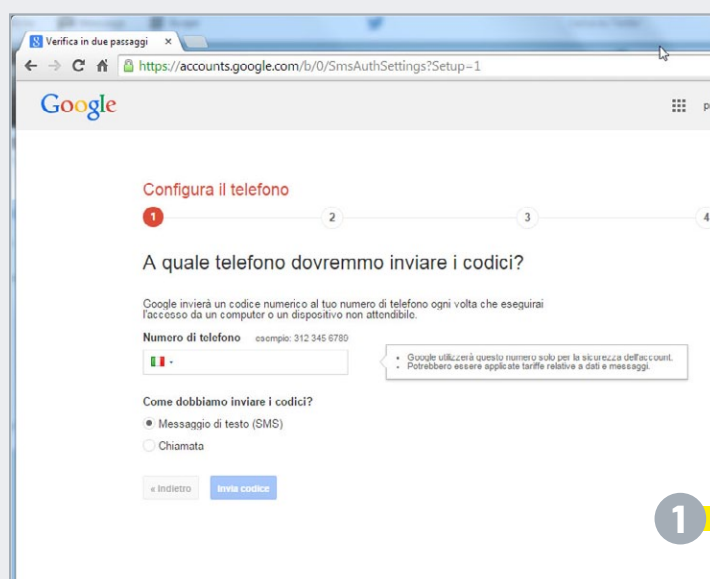 Verifica in due passaggi
https://accounts.google.com/b/0/SmsAuthSettings?Setup=1
Google
Configura il telefono
1 2 3 4
A quale telefono dovremmo inviare i codici?
Google invierà un codice numerico al tuo numero di telefono ogni volta che eseguirai
l'accesso da un computer o un dispositivo non attendibile.
Numero di telefono esempio: 312 345 6789
Google utilizzerà questo numero solo per la sicurezza dell'account.
Potrebbero essere applicate tariffe relative a dati e messaggi.
Come dobbiamo inviare i codici?
Messaggio di testo (SMS)
Chiamata
« Indietro Invia codice
1